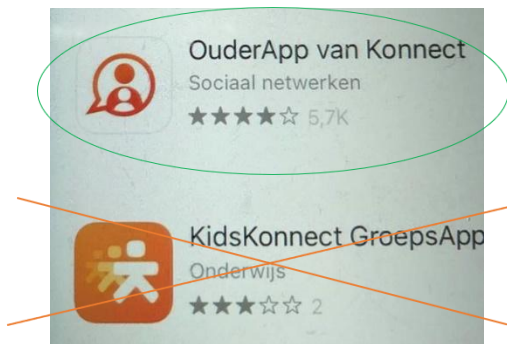 OuderApp van Konnect
Sociaal netwerken
★★★★☆ 5,7K
KidsKonnect GroepsApp
Onderwijs
★★★☆☆ 2